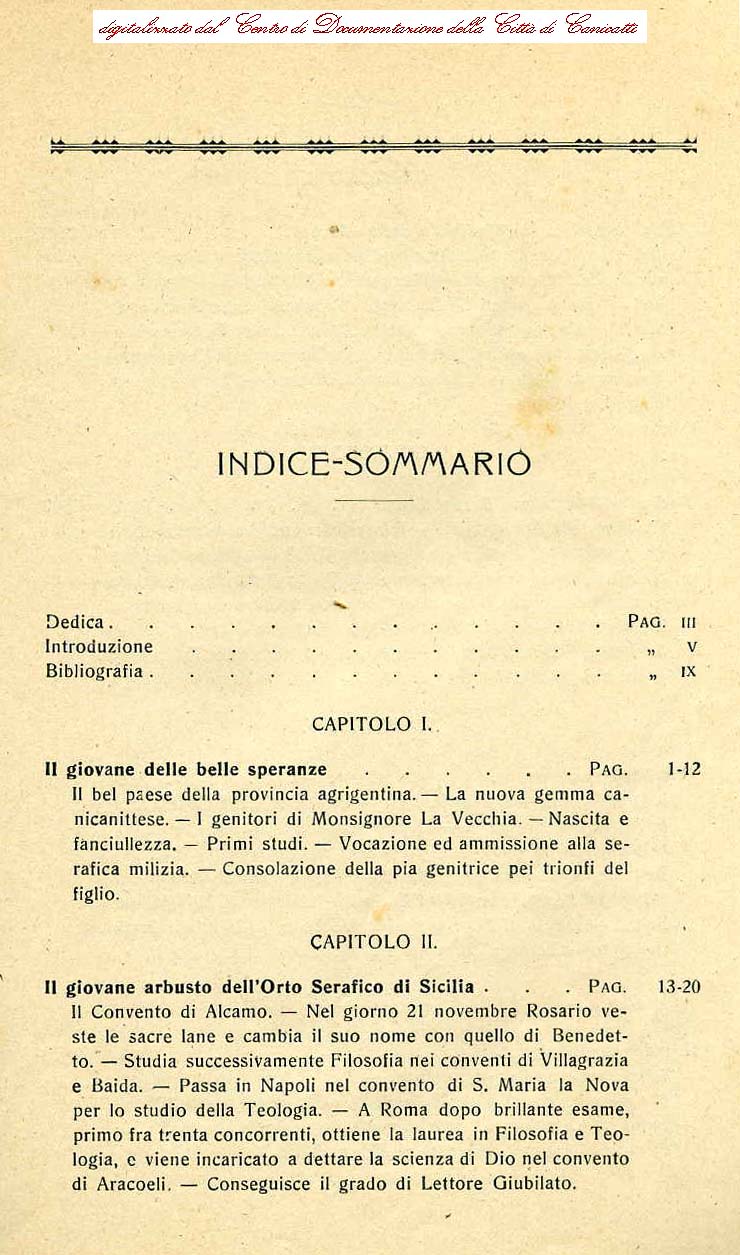 digitalizzato dal Centro di Documentazione della Città di Canicattì
INDICE-SOMMARIO
Dedica . . . . . . . . . . . . . PAG. III
Introduzione . . . . . . . . . . . „ V
Bibliografia . . . . . . . . . . . . „ IX
CAPITOLO I.
Il giovane delle belle speranze . . . . . . PAG. 1-12
Il bel paese della provincia agrigentina. — La nuova gemma ca-
nicanittese. — I genitori di Monsignore La Vecchia. — Nascita e
fanciullezza. — Primi studi. — Vocazione ed ammissione alla se-
rafica milizia. — Consolazione della pia genitrice pei trionfi del
figlio.
CAPITOLO II.
Il giovane arbusto dell'Orto Serafico di Sicilia . . . PAG. 13-20
Il Convento di Alcamo. — Nel giorno 21 novembre Rosario ve-
ste le sacre lane e cambia il suo nome con quello di Benedet-
to. — Studia successivamente Filosofia nei conventi di Villagrazia
e Baida. — Passa in Napoli nel convento di S. Maria la Nova
per lo studio della Teologia. — A Roma dopo brillante esame,
primo fra trenta concorrenti, ottiene la laurea in Filosofia e Teo-
logia, e viene incaricato a dettare la scienza di Dio nel convento
di Aracoeli. — Conseguisce il grado di Lettore Giubilato.